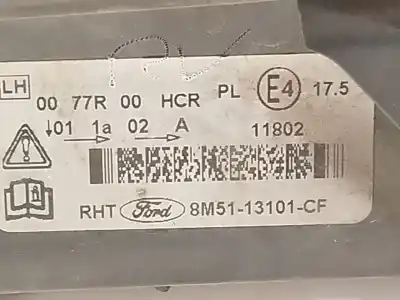 LH
00 77R 00 HCR PL E4 17.5
↓01 1a 02 A 11802
RHT Ford 8M51-13101-CF